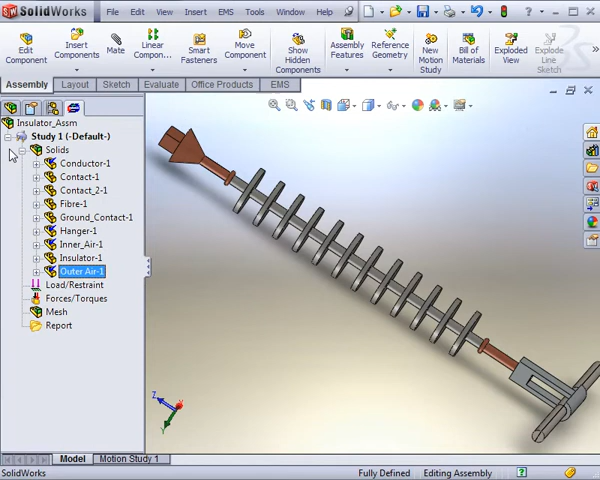 SolidWorks
File Edit View Insert EMS Tools Window Help
Edit Component
Insert Components
Mate
Linear Compon...
Smart Fasteners
Move Component
Show Hidden Components
Assembly Features
Reference Geometry
New Motion Study
Bill of Materials
Exploded View
Explode Line Sketch
Assembly Layout Sketch Evaluate Office Products EMS
Insulator_Assm
Study 1 (-Default-)
Solids
Conductor-1
Contact-1
Contact_2-1
Fibre-1
Ground_Contact-1
Hanger-1
Inner_Air-1
Insulator-1
Outer Air-1
Load/Restraint
Forces/Torques
Mesh
Report
Z
X
Y
Model Motion Study 1
SolidWorks Fully Defined Editing Assembly